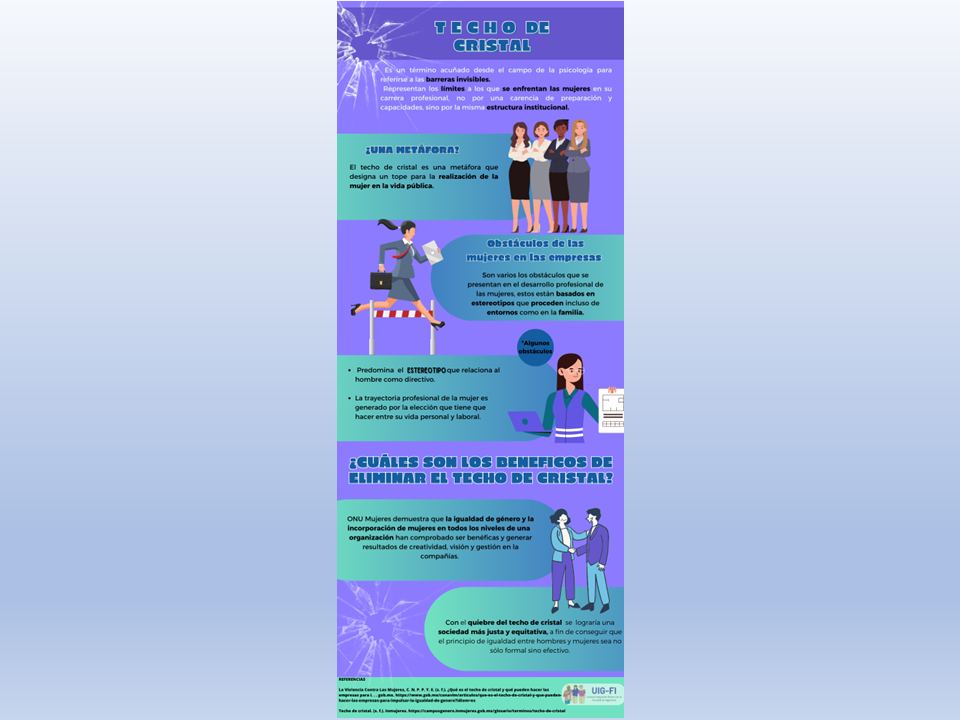 TECHO DE
CRISTAL
Es un término acuñado desde el campo de la psicología para
referirse a las barreras invisibles.
Representan los límites a los que se enfrentan las mujeres en su
carrera profesional, no por una carencia de preparación y
capacidades, sino por la misma estructura institucional.
¿UNA METÁFORA?
El techo de cristal es una metáfora que
designa un tope para la realización de la
mujer en la vida pública.
Obstáculos de las
mujeres en las empresas
Son varios los obstáculos que se
presentan en el desarrollo profesional de
las mujeres, estos están basados en
estereotipos que proceden incluso de
entornos como en la familia.
*Algunos
obstáculos
• Predomina el ESTEREOTIPO que relaciona al
hombre como directivo.
• La trayectoria profesional de la mujer es
generado por la elección que tiene que
hacer entre su vida personal y laboral.
¿CUÁLES SON LOS BENEFICOS DE
ELIMINAR EL TECHO DE CRISTAL?
ONU Mujeres demuestra que la igualdad de género y la
incorporación de mujeres en todos los niveles de una
organización han comprobado ser benéficas y generar
resultados de creatividad, visión y gestión en la
compañías.
Con el quiebre del techo de cristal se lograría una
sociedad más justa y equitativa, a fin de conseguir que
el principio de igualdad entre hombres y mujeres sea no
sólo formal sino efectivo.
REFERENCIAS
La Violencia Contra Las Mujeres, C. N. P. P. Y. E. (s. f.). ¿Qué es el techo de cristal y qué pueden hacer las
empresas para i. . . gob.mx. https://www.gob.mx/conavim/articulos/que-es-el-techo-de-cristal-y-que-pueden-
hacer-las-empresas-para-impulsar-la-igualdad-de-genero?idiom=es
Techo de cristal. (s. f.). Inmujeres. https://campusgenero.inmujeres.gob.mx/glosario/terminos/techo-de-cristal
UIG-FI